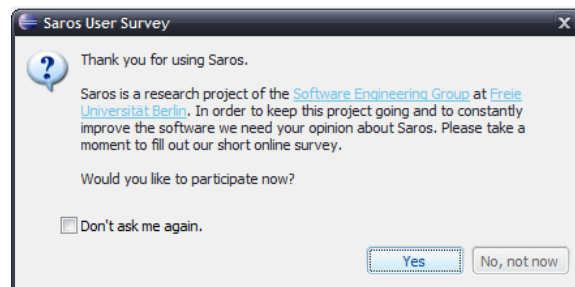 Saros User Survey
Thank you for using Saros.
Saros is a research project of the Software Engineering Group at Freie
Universität Berlin. In order to keep this project going and to constantly
improve the software we need your opinion about Saros. Please take a
moment to fill out our short online survey.
Would you like to participate now?
Don't ask me again.
Yes
No, not now